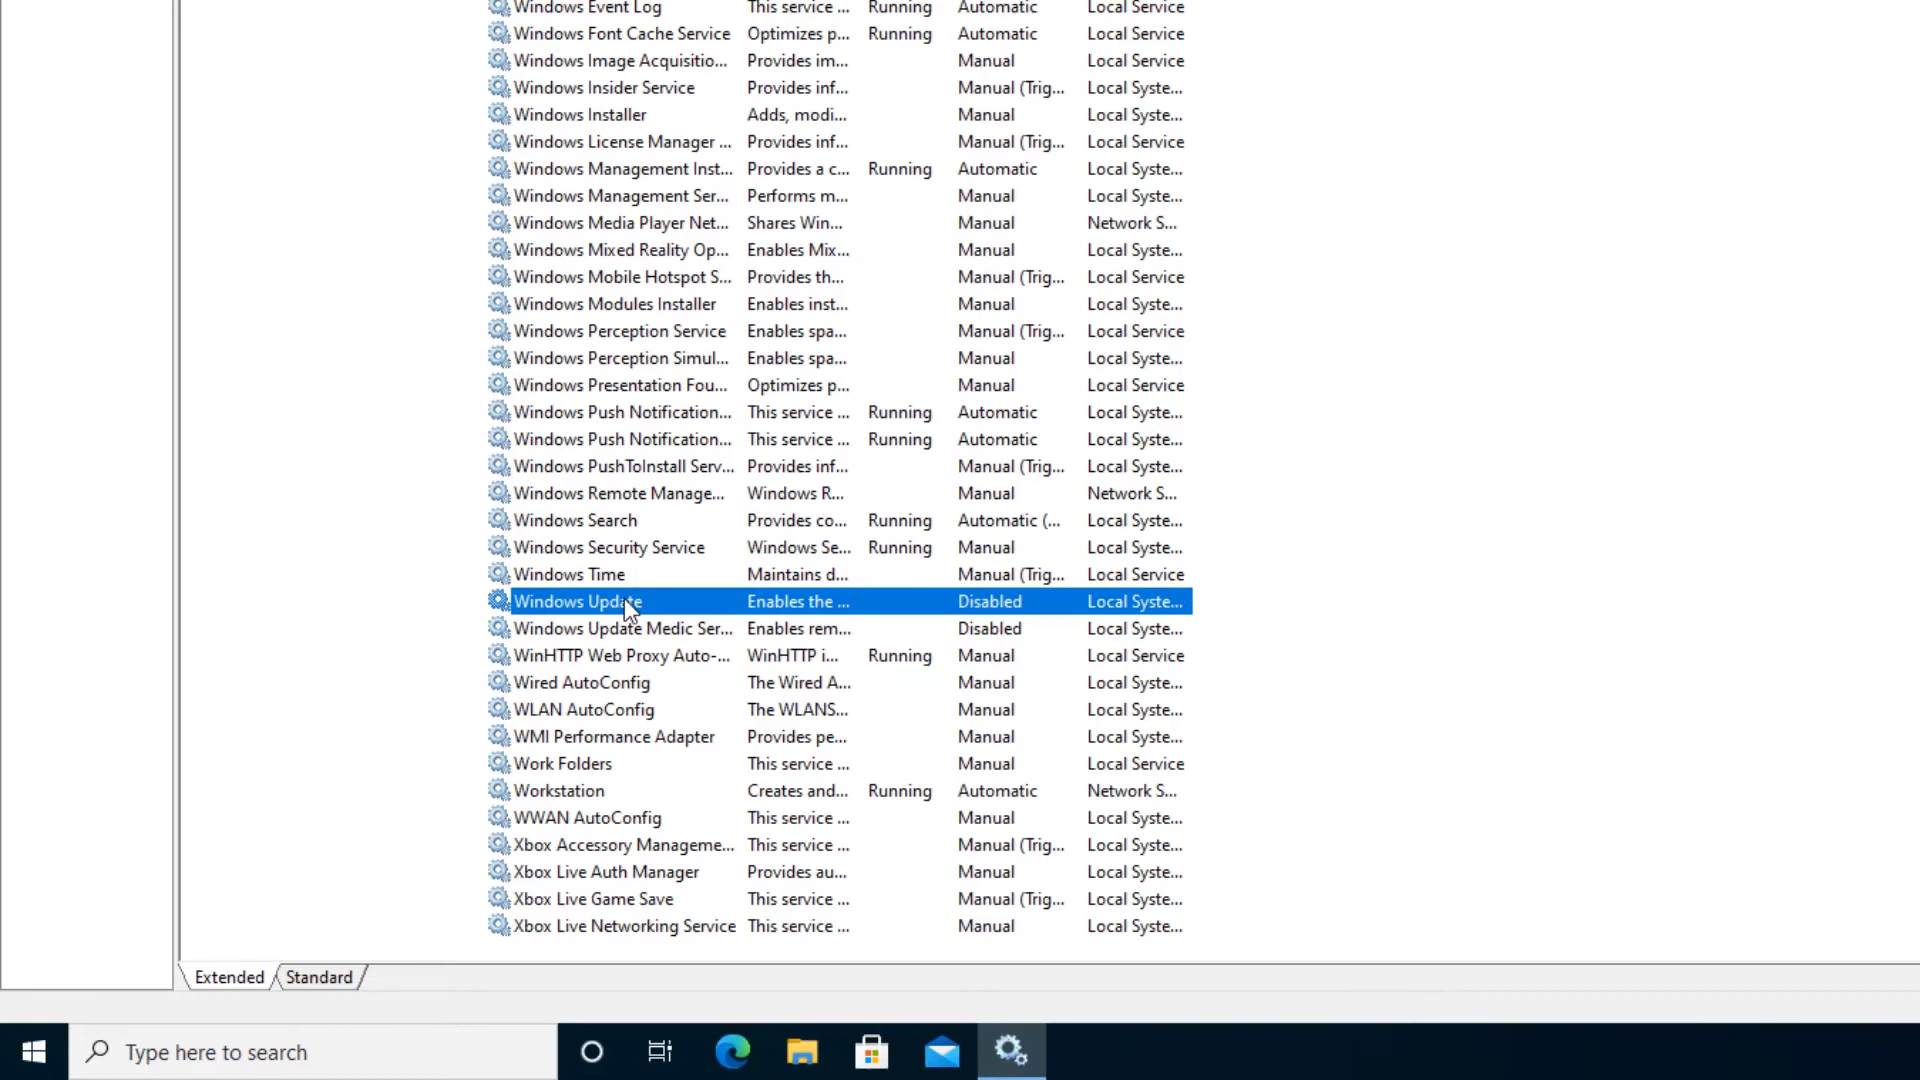 Windows Event Log This service ... Running Automatic Local Service
Windows Font Cache Service Optimizes p... Running Automatic Local Service
Windows Image Acquisitio... Provides im... Manual Local Service
Windows Insider Service Provides inf... Manual (Trig... Local Syste...
Windows Installer Adds, modi... Manual Local Syste...
Windows License Manager ... Provides inf... Manual (Trig... Local Service
Windows Management Inst... Provides a c... Running Automatic Local Syste...
Windows Management Ser... Performs m... Manual Local Syste...
Windows Media Player Net... Shares Win... Manual Network S...
Windows Mixed Reality Op... Enables Mix... Manual Local Syste...
Windows Mobile Hotspot S... Provides th... Manual (Trig... Local Service
Windows Modules Installer Enables inst... Manual Local Syste...
Windows Perception Service Enables spa... Manual (Trig... Local Service
Windows Perception Simul... Enables spa... Manual Local Syste...
Windows Presentation Fou... Optimizes p... Manual Local Service
Windows Push Notification... This service ... Running Automatic Local Syste...
Windows Push Notification... This service ... Running Automatic Local Syste...
Windows PushToInstall Serv... Provides inf... Manual (Trig... Local Syste...
Windows Remote Manage... Windows R... Manual Network S...
Windows Search Provides co... Running Automatic (... Local Syste...
Windows Security Service Windows Se... Running Manual Local Syste...
Windows Time Maintains d... Manual (Trig... Local Service
Windows Update Enables the ... Disabled Local Syste...
Windows Update Medic Ser... Enables rem... Disabled Local Syste...
WinHTTP Web Proxy Auto-... WinHTTP i... Running Manual Local Service
Wired AutoConfig The Wired A... Manual Local Syste...
WLAN AutoConfig The WLANS... Manual Local Syste...
WMI Performance Adapter Provides pe... Manual Local Syste...
Work Folders This service ... Manual Local Service
Workstation Creates and... Running Automatic Network S...
WWAN AutoConfig This service ... Manual Local Syste...
Xbox Accessory Manageme... This service ... Manual (Trig... Local Syste...
Xbox Live Auth Manager Provides au... Manual Local Syste...
Xbox Live Game Save This service ... Manual (Trig... Local Syste...
Xbox Live Networking Service This service ... Manual Local Syste...
Extended Standard
Type here to search